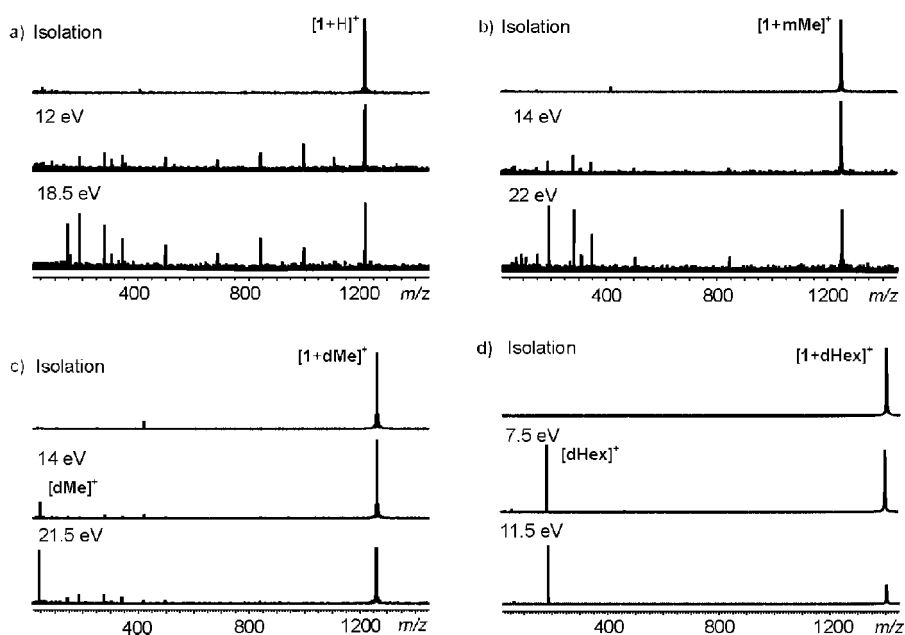 a) Isolation [1+H]⁺
12 eV
18.5 eV
400 800 1200 m/z
b) Isolation [1+mMe]⁺
14 eV
22 eV
400 800 1200 m/z
c) Isolation [1+dMe]⁺
14 eV
[dMe]⁺
21.5 eV
400 800 1200 m/z
d) Isolation [1+dHex]⁺
7.5 eV
[dHex]⁺
11.5 eV
400 800 1200 m/z